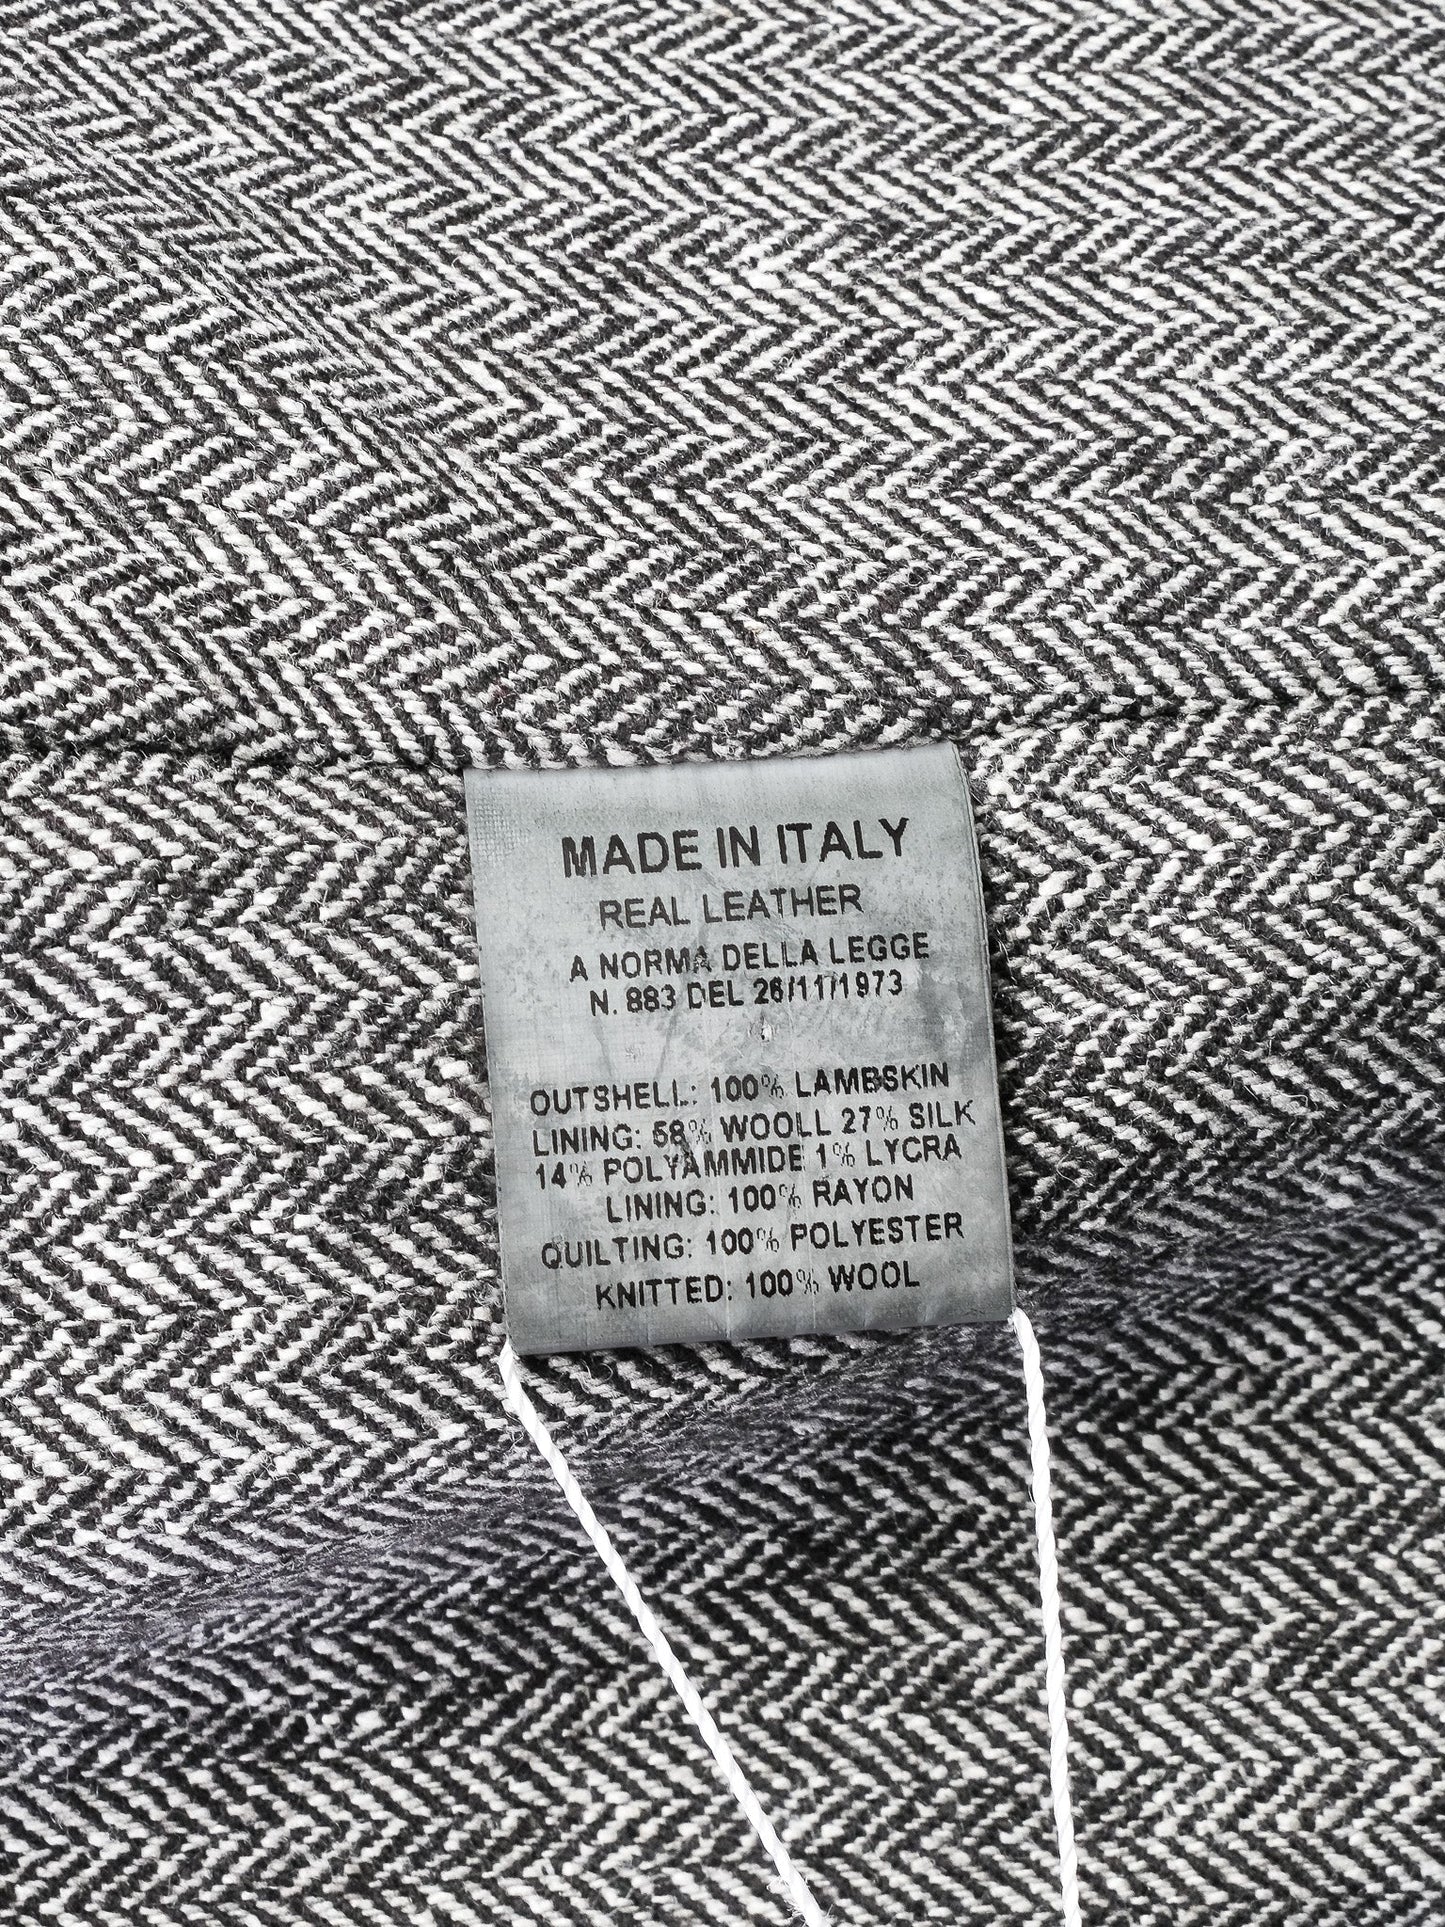 MADE IN ITALY
REAL LEATHER
A NORMA DELLA LEGGE
N. 883 DEL 26/11/1973
OUTSHELL: 100% LAMBSKIN
LINING: 58% WOOLL 27% SILK
14% POLYAMMIDE 1% LYCRA
LINING: 100% RAYON
QUILTING: 100% POLYESTER
KNITTED: 100% WOOL